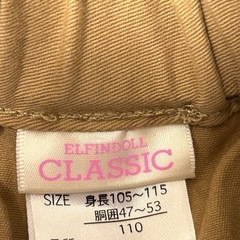 ELFINDOLL
CLASSIC
SIZE 身長105~115
胴囲47~53
110